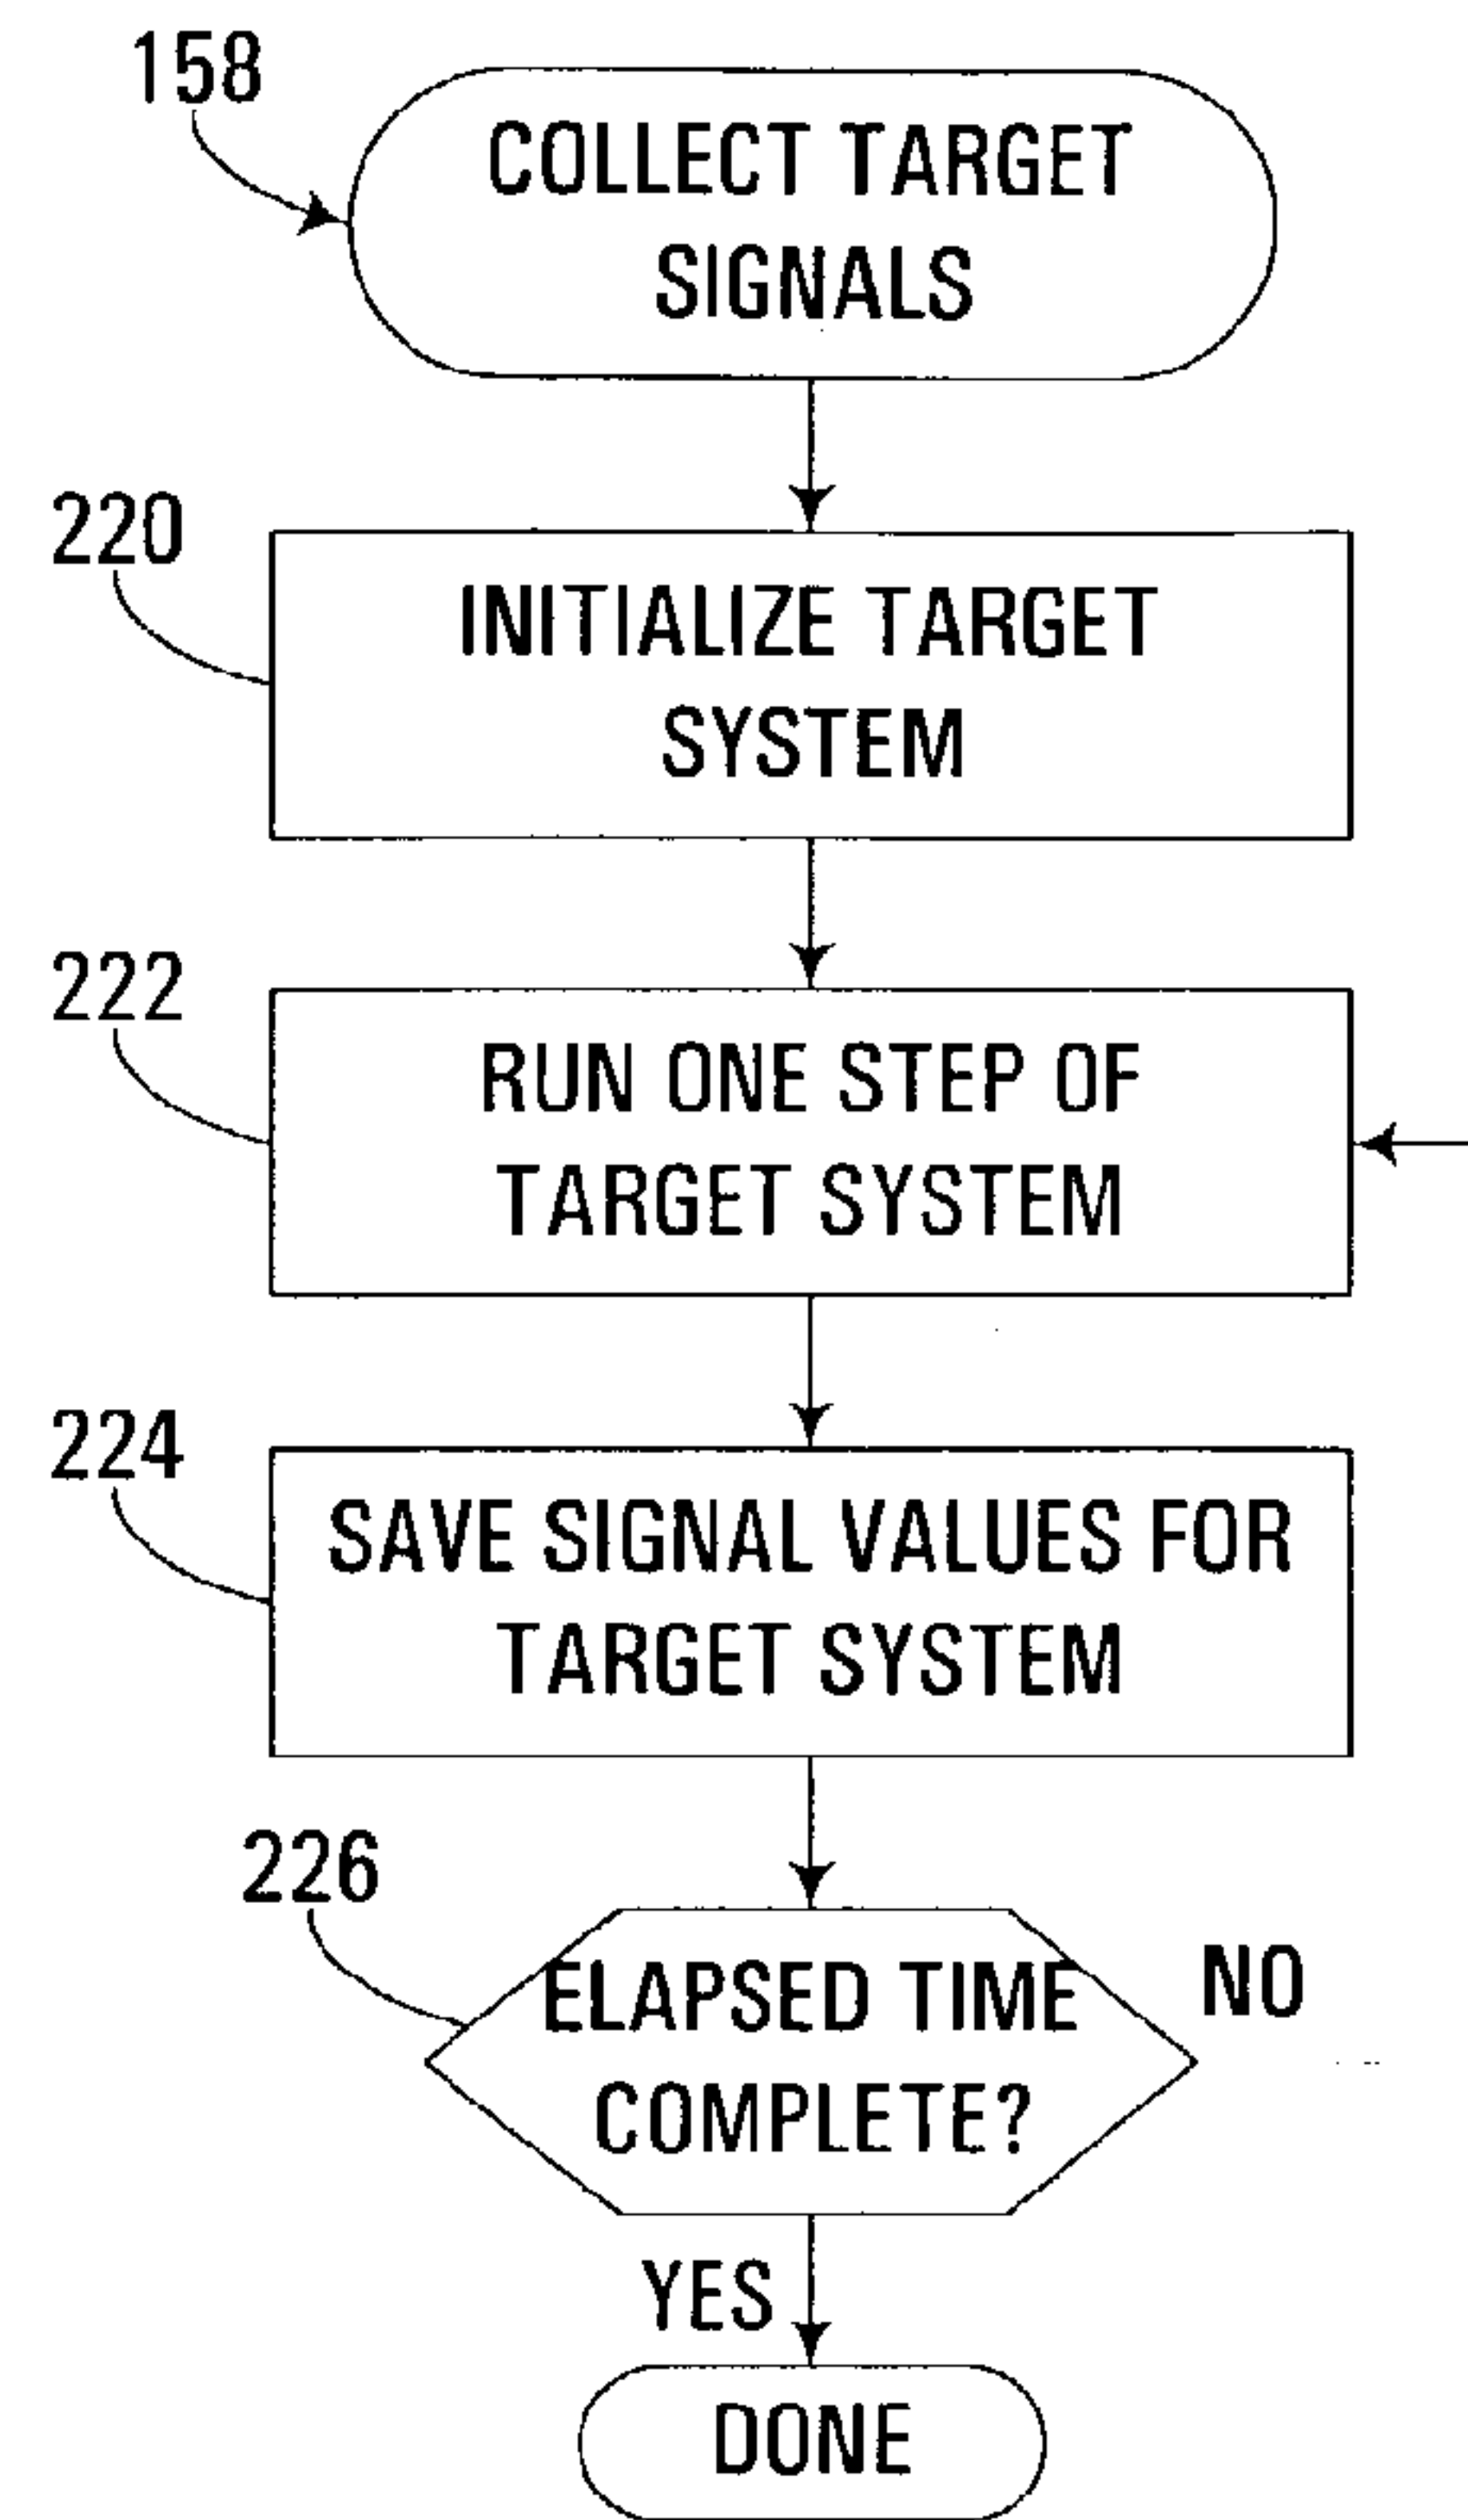 158
COLLECT TARGET
SIGNALS
220
INITIALIZE TARGET
SYSTEM
222
RUN ONE STEP OF
TARGET SYSTEM
224
SAVE SIGNAL VALUES FOR
TARGET SYSTEM
226
ELAPSED TIME
COMPLETE?
NO
YES
DONE